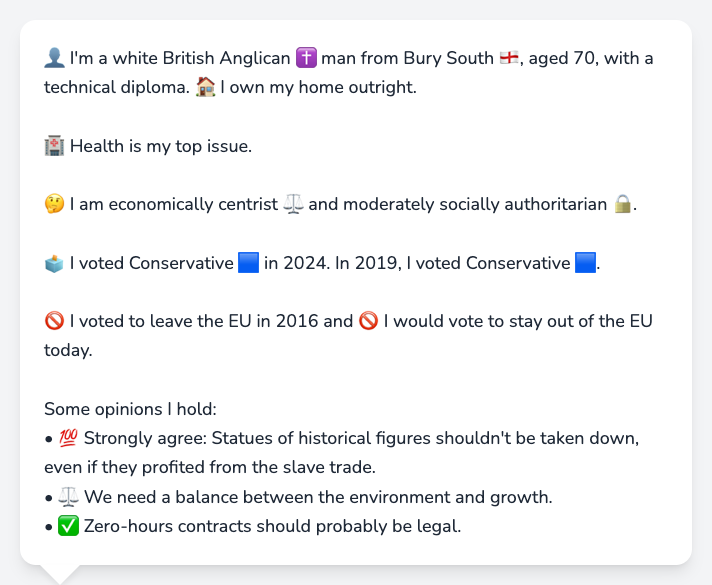 👤 I'm a white British Anglican ✝️ man from Bury South 🏴󠁧󠁢󠁥󠁮󠁧󠁿, aged 70, with a
technical diploma. 🏠 I own my home outright.
🏥 Health is my top issue.
🤔 I am economically centrist ⚖️ and moderately socially authoritarian 🔒.
🗳️ I voted Conservative 🟦 in 2024. In 2019, I voted Conservative 🟦.
🚫 I voted to leave the EU in 2016 and 🚫 I would vote to stay out of the EU
today.
Some opinions I hold:
• 💯 Strongly agree: Statues of historical figures shouldn't be taken down,
even if they profited from the slave trade.
• ⚖️ We need a balance between the environment and growth.
• ✅ Zero-hours contracts should probably be legal.